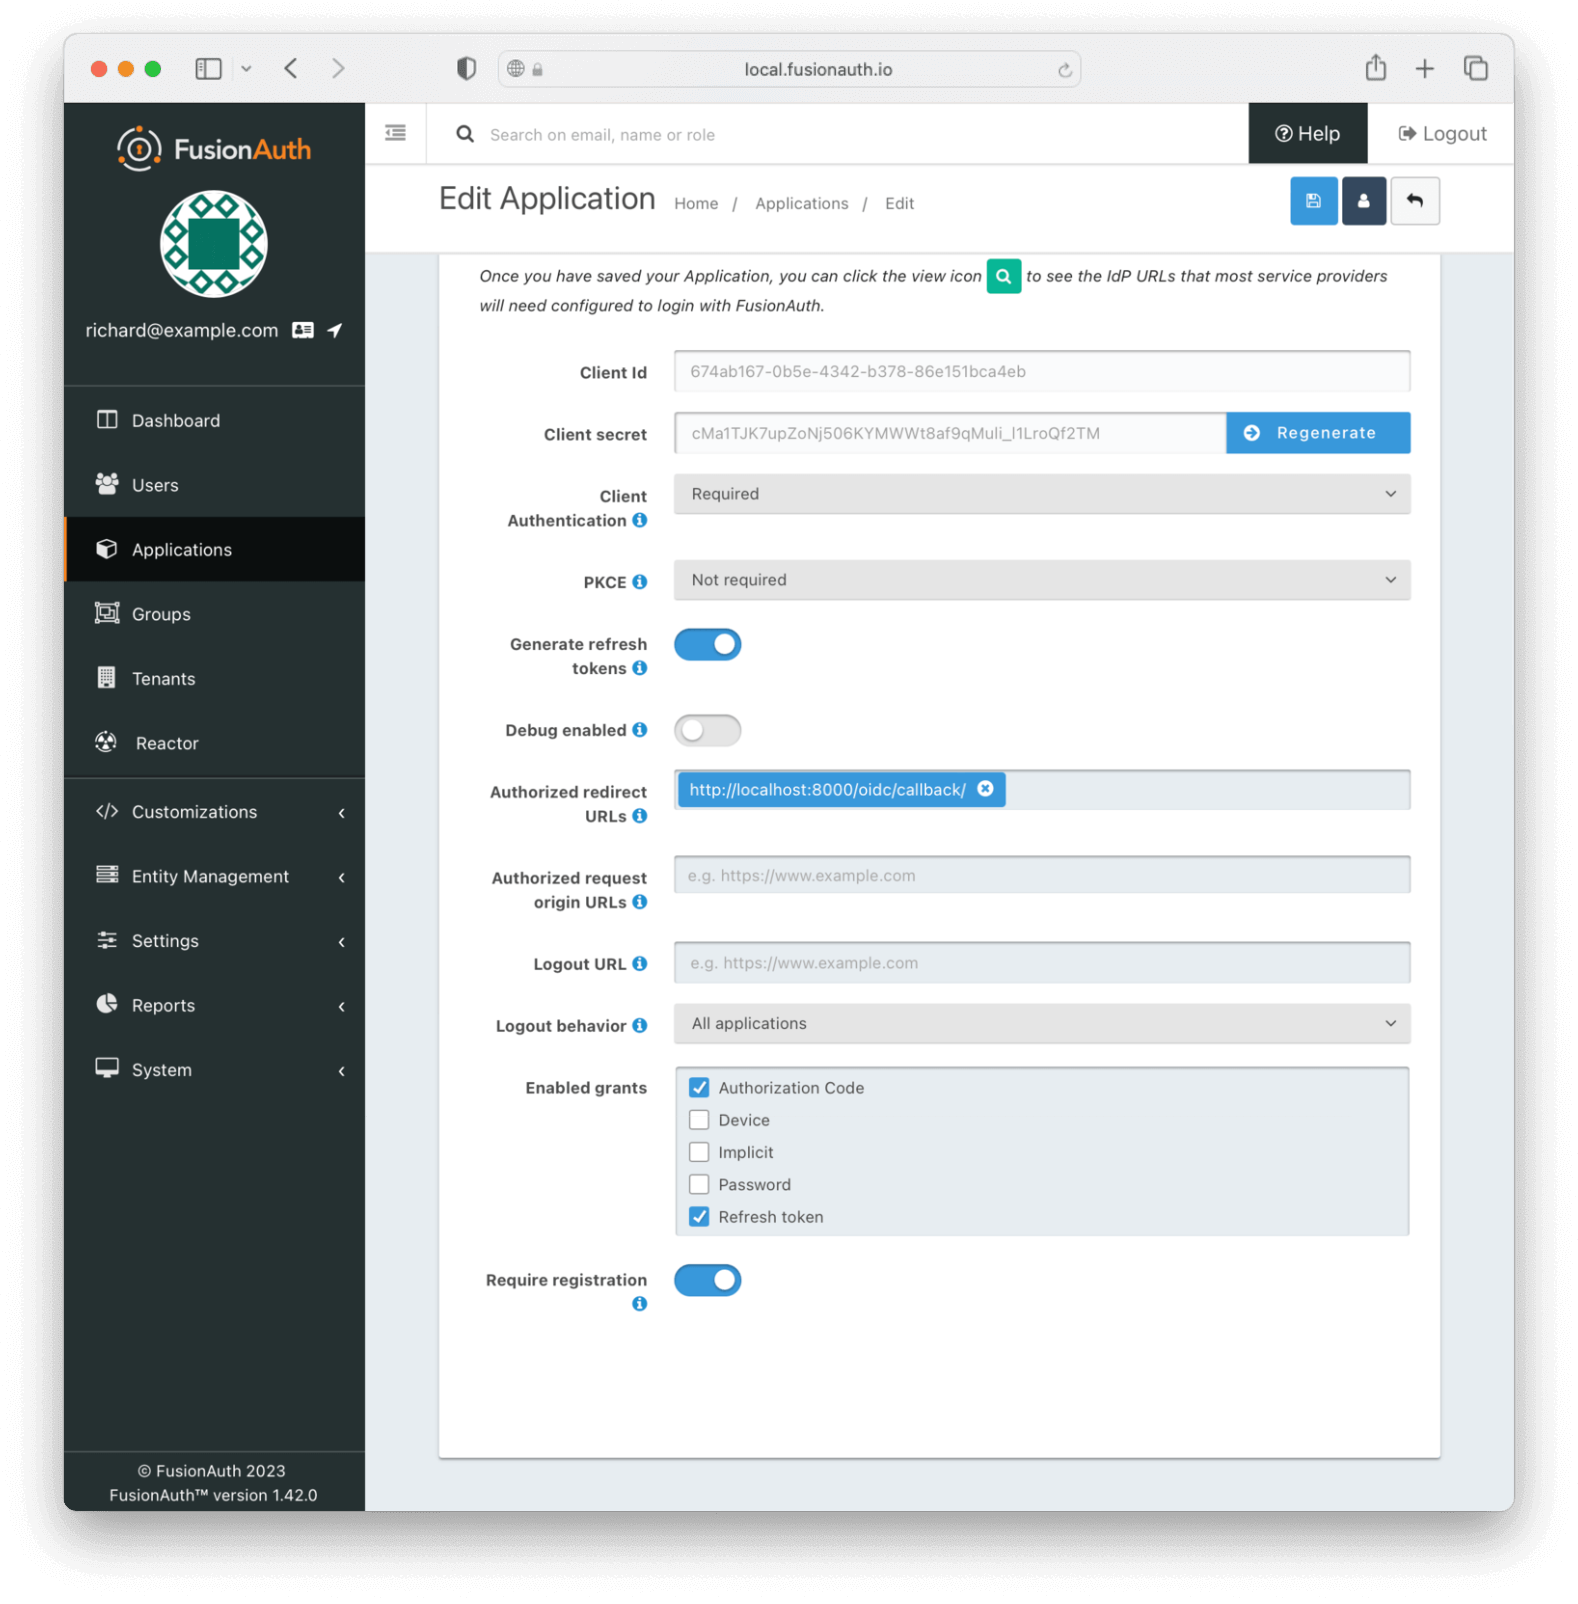 local.fusionauth.io
FusionAuth
Search on email, name or role
Help
Logout
richard@example.com
Edit Application
Home / Applications / Edit
Dashboard
Users
Applications
Groups
Tenants
Reactor
Customizations
Entity Management
Settings
Reports
System
© FusionAuth 2023
FusionAuth™ version 1.42.0
Once you have saved your Application, you can click the view icon to see the IdP URLs that most service providers
will need configured to login with FusionAuth.
Client Id
674ab167-0b5e-4342-b378-86e151bca4eb
Client secret
cMa1TJK7upZoNj506KYMWWt8af9qMuli_l1LroQf2TM
Regenerate
Client
Authentication
Required
PKCE
Not required
Generate refresh
tokens
Debug enabled
Authorized redirect
URLs
http://localhost:8000/oidc/callback/
Authorized request
origin URLs
e.g. https://www.example.com
Logout URL
e.g. https://www.example.com
Logout behavior
All applications
Enabled grants
Authorization Code
Device
Implicit
Password
Refresh token
Require registration